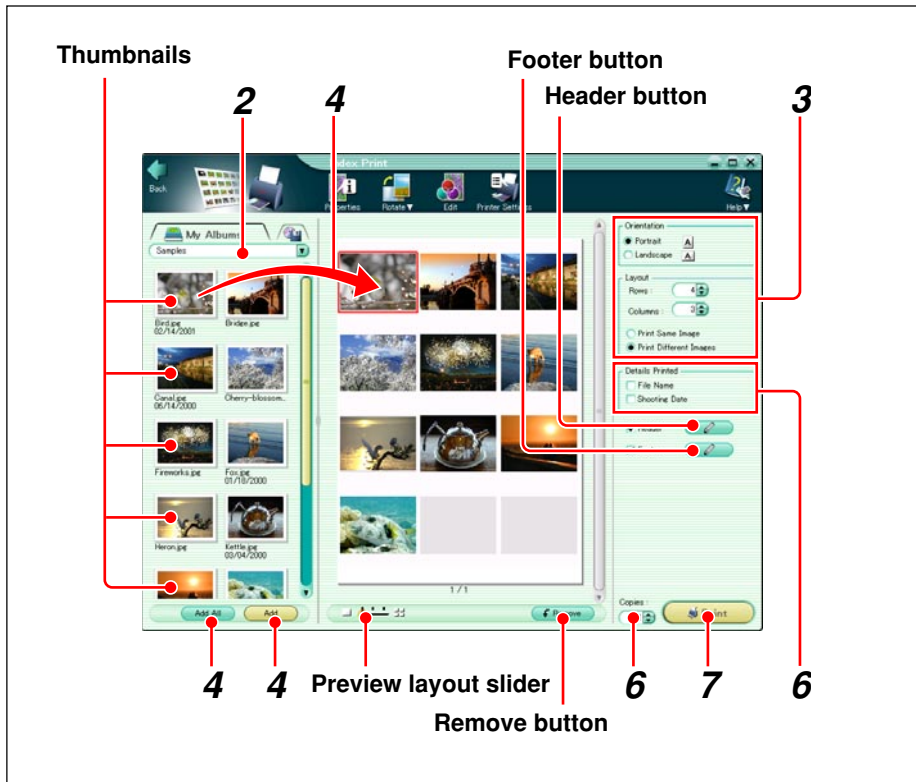 Thumbnails
Footer button
Header button
2
4
3
Index Print
Back
Properties
Rotate▼
Edit
Printer Settings
Help▼
My Albums
Samples
Orientation
Portrait A
Landscape A
Layout
Rows : 4
Columns : 3
Print Same Image
Print Different Images
Details Printed
File Name
Shooting Date
Header
Bird.jpg
02/14/2001
Bridge.jpg
Canal.jpg
06/14/2000
Cherry-blossom...
Fireworks.jpg
Fox.jpg
01/18/2000
Heron.jpg
Kettle.jpg
03/04/2000
1/1
Add All
Add
Remove
Copies :
Print
4
4
Preview layout slider
6
7
6
Remove button